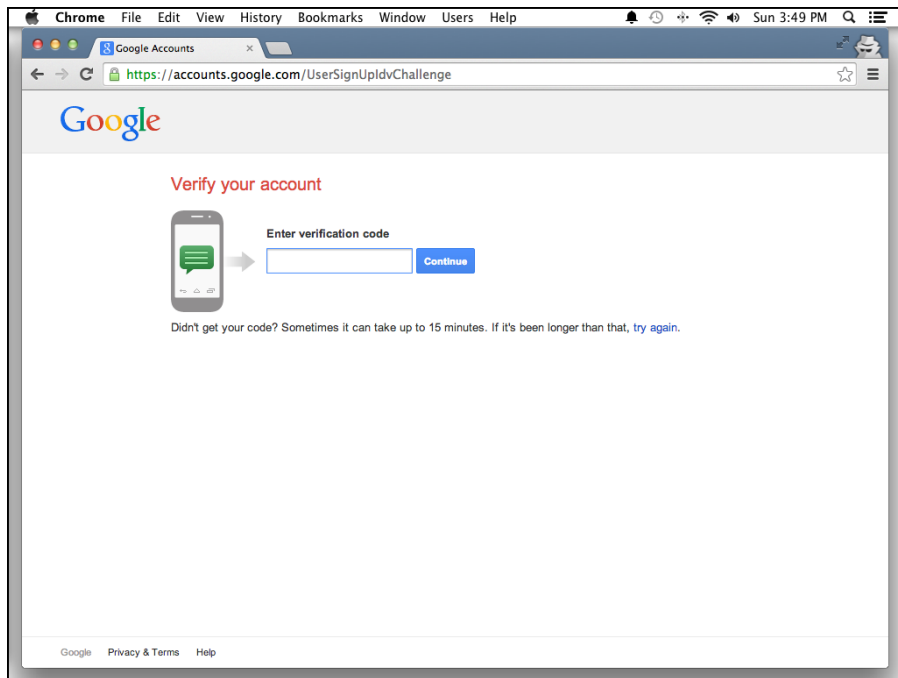 Chrome File Edit View History Bookmarks Window Users Help Sun 3:49 PM
Google Accounts
https://accounts.google.com/UserSignUpIdvChallenge
Google
Verify your account
Enter verification code
Continue
Didn't get your code? Sometimes it can take up to 15 minutes. If it's been longer than that, try again.
Google Privacy & Terms Help